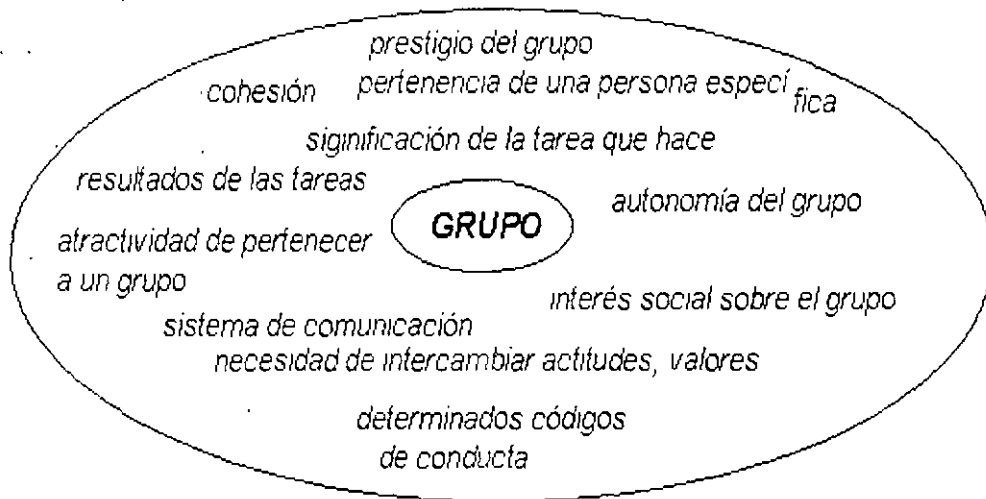 prestigio del grupo
cohesión pertenencia de una persona especí
fica
siginificación de la tarea que hace
resultados de las tareas
autonomía del grupo
GRUPO
atractividad de pertenecer
a un grupo
interés social sobre el grupo
sistema de comunicación
necesidad de intercambiar actitudes, valores
determinados códigos
de conducta